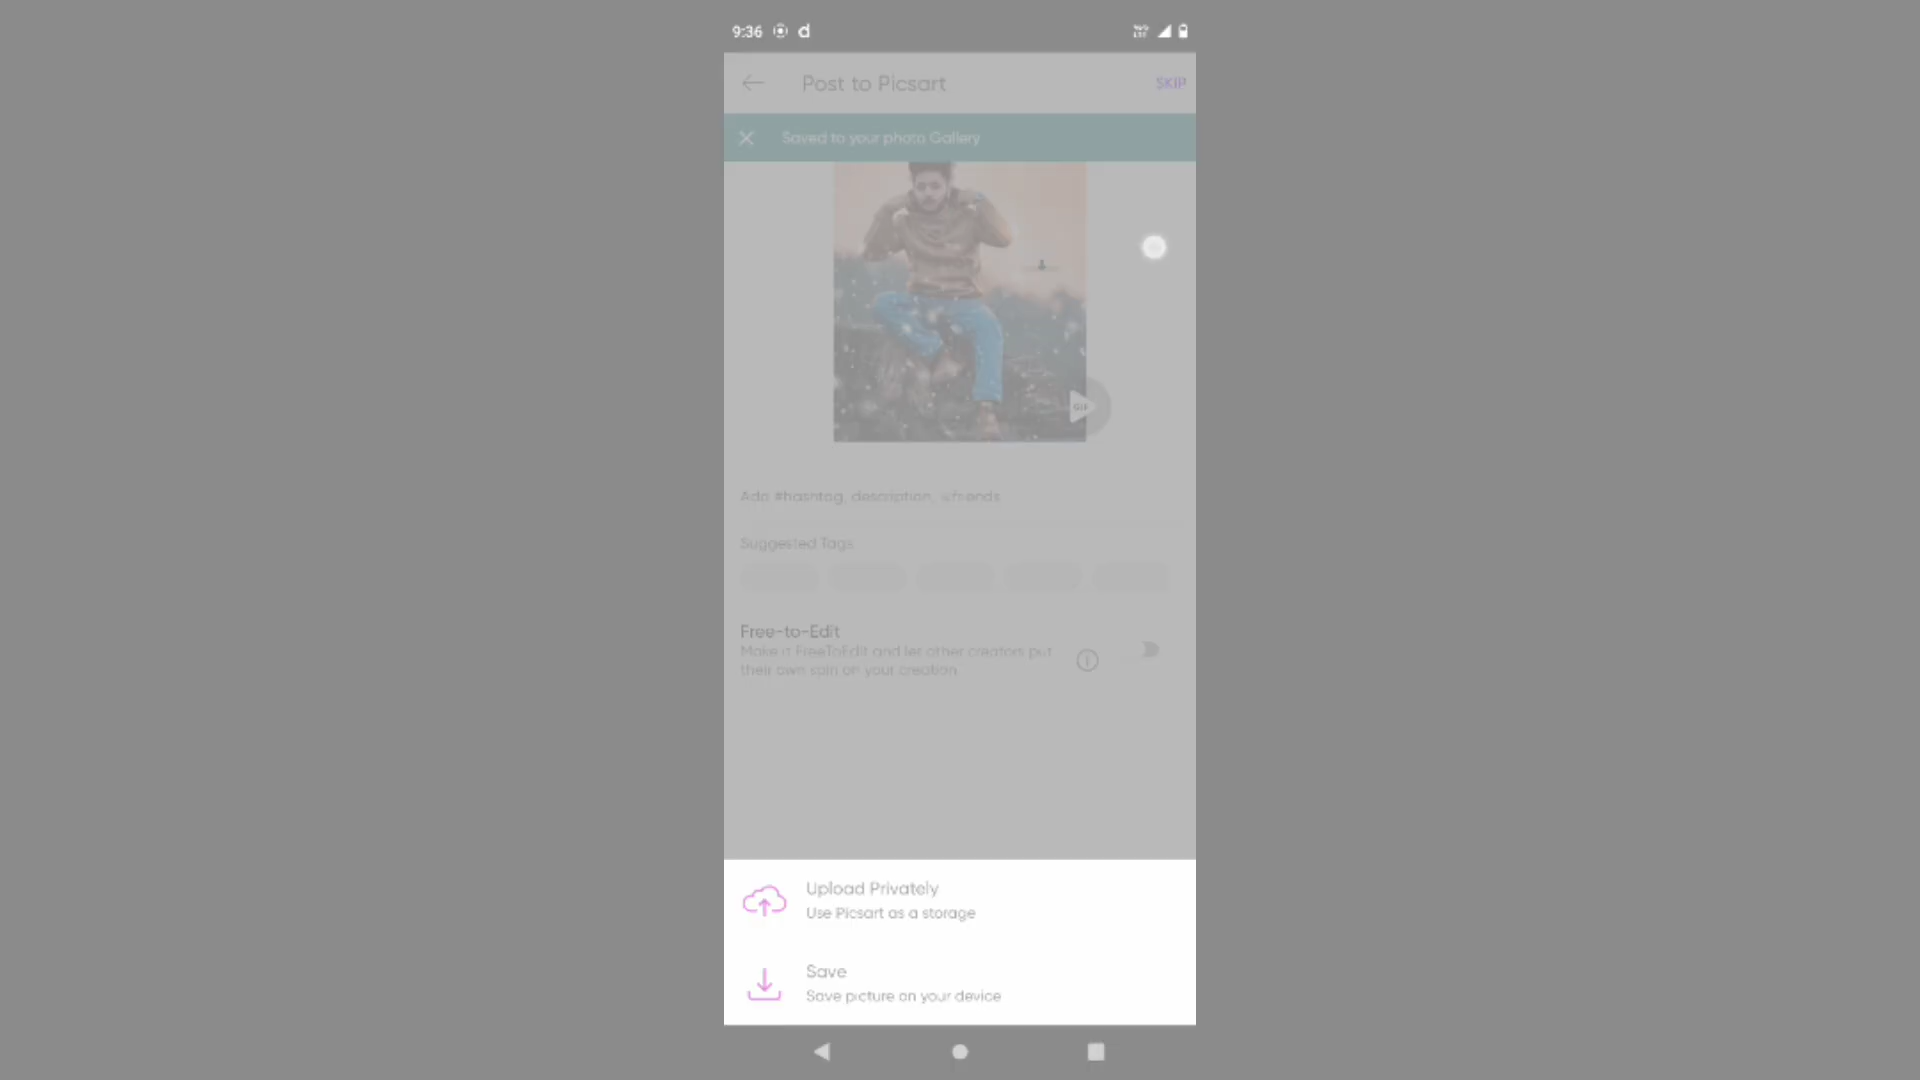 9:36 d
Post to Picsart SKIP
Saved to your photo Gallery
GIF
Add #hashtag, description, @friends
Suggested Tags
Free-to-Edit
Make it FreeToEdit and let other creators put
their own spin on your creation
Upload Privately
Use Picsart as a storage
Save
Save picture on your device